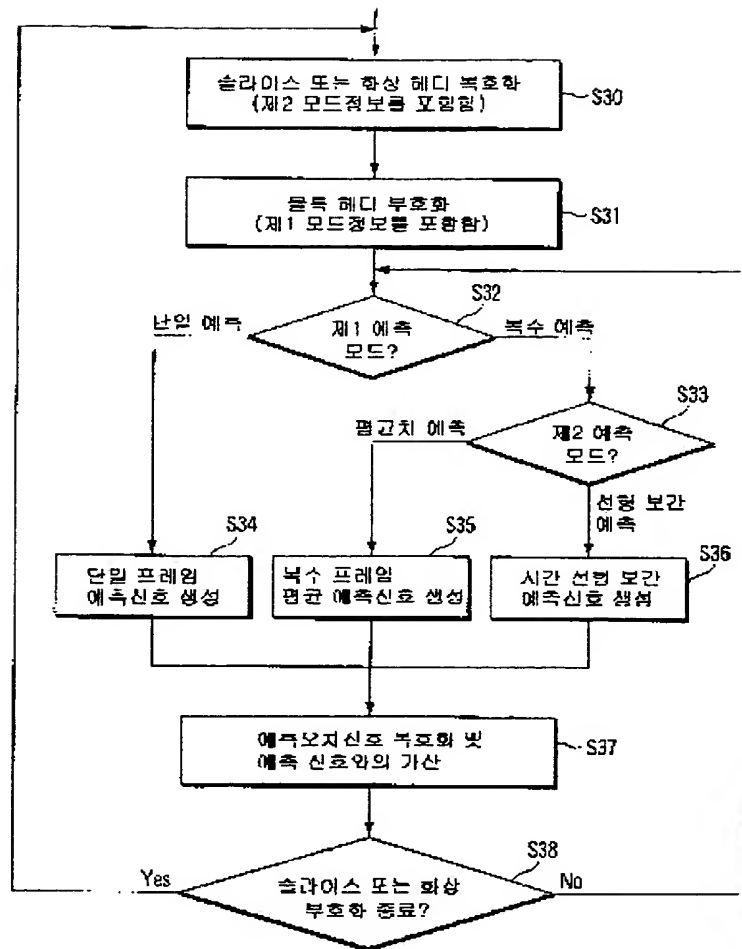 슬라이스 또는 화상 헤더 복호화
(제2 모드정보를 포함함)
S30
블록 헤더 부호화
(제1 모드정보를 포함함)
S31
S32
단일 예측
제1 예측
모드?
복수 예측
S33
평균치 예측
제2 예측
모드?
선형 보간
예측
S34
S35
S36
단일 프레임
예측신호 생성
복수 프레임
평균 예측신호 생성
시간 선형 보간
예측신호 생성
예측오차신호 복호화 및
예측 신호와의 가산
S37
S38
Yes
슬라이스 또는 화상
부호화 종료?
No